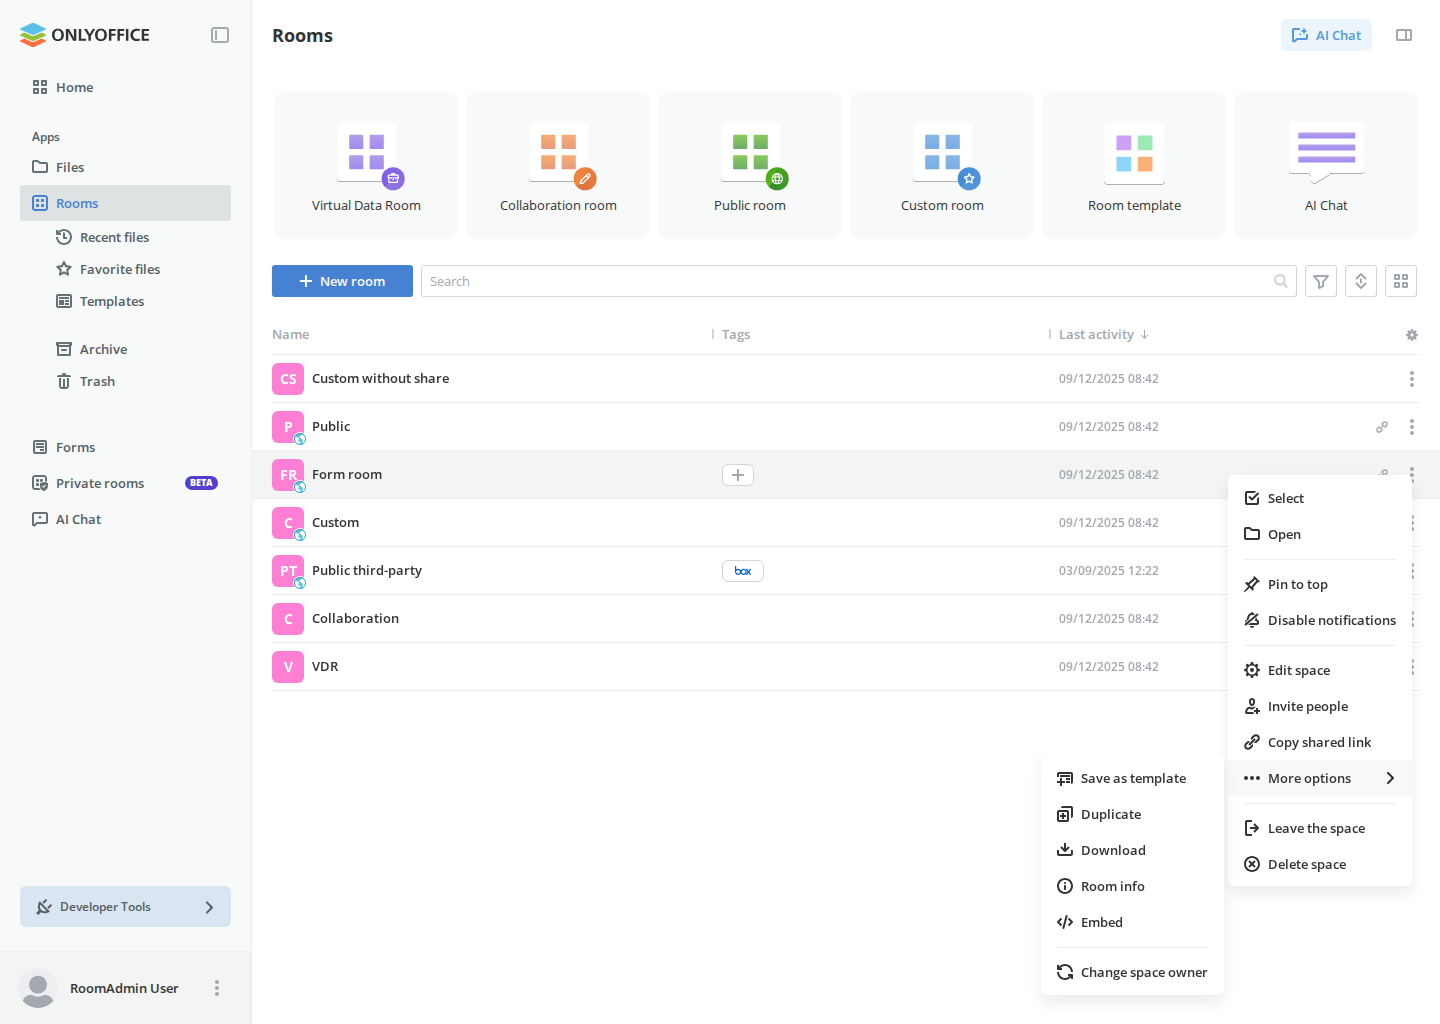 ONLYOFFICE
Home
Apps
Files
Rooms
Recent files
Favorite files
Templates
Archive
Trash
Forms
Private rooms BETA
AI Chat
Developer Tools
RoomAdmin User
Rooms
AI Chat
Virtual Data Room
Collaboration room
Public room
Custom room
Room template
AI Chat
New room
Search
Name Tags Last activity
CS Custom without share 09/12/2025 08:42
P Public 09/12/2025 08:42
FR Form room 09/12/2025 08:42
C Custom 09/12/2025 08:42
PT Public third-party box 03/09/2025 12:22
C Collaboration 09/12/2025 08:42
V VDR 09/12/2025 08:42
Select
Open
Pin to top
Disable notifications
Edit space
Invite people
Copy shared link
More options
Leave the space
Delete space
Save as template
Duplicate
Download
Room info
Embed
Change space owner